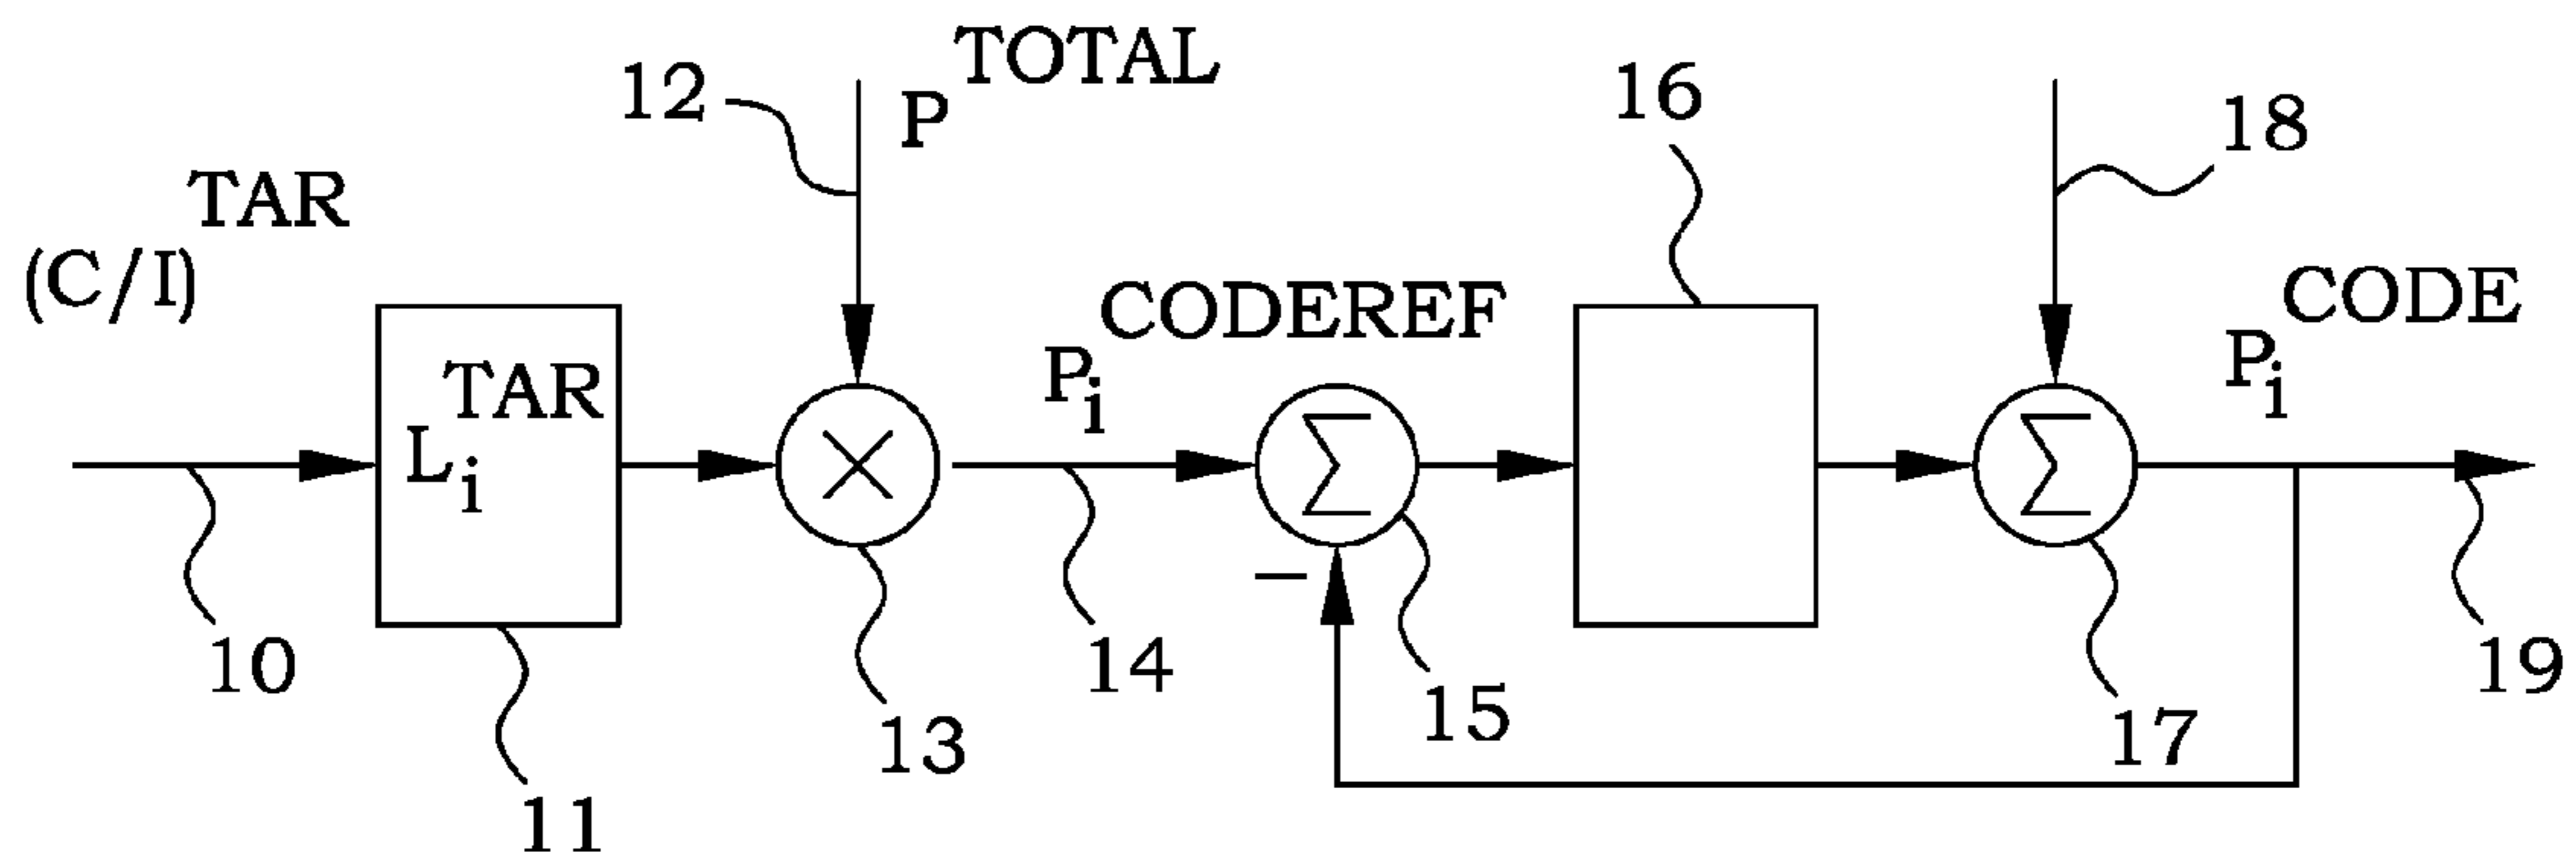 12
P^TOTAL
16
18
(C/I)^TAR
L_i^TAR
×
P_i^CODEREF
Σ
Σ
P_i^CODE
−
10
11
13
14
15
17
19